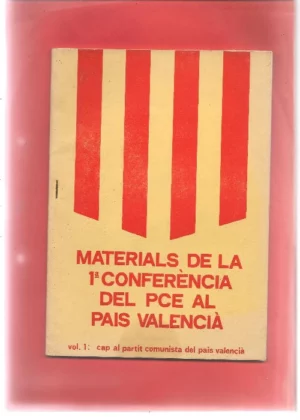 MATERIALS DE LA
1ª CONFERÈNCIA
DEL PCE AL
PAIS VALENCIÀ
vol. 1: cap al partit comunista del país valencià